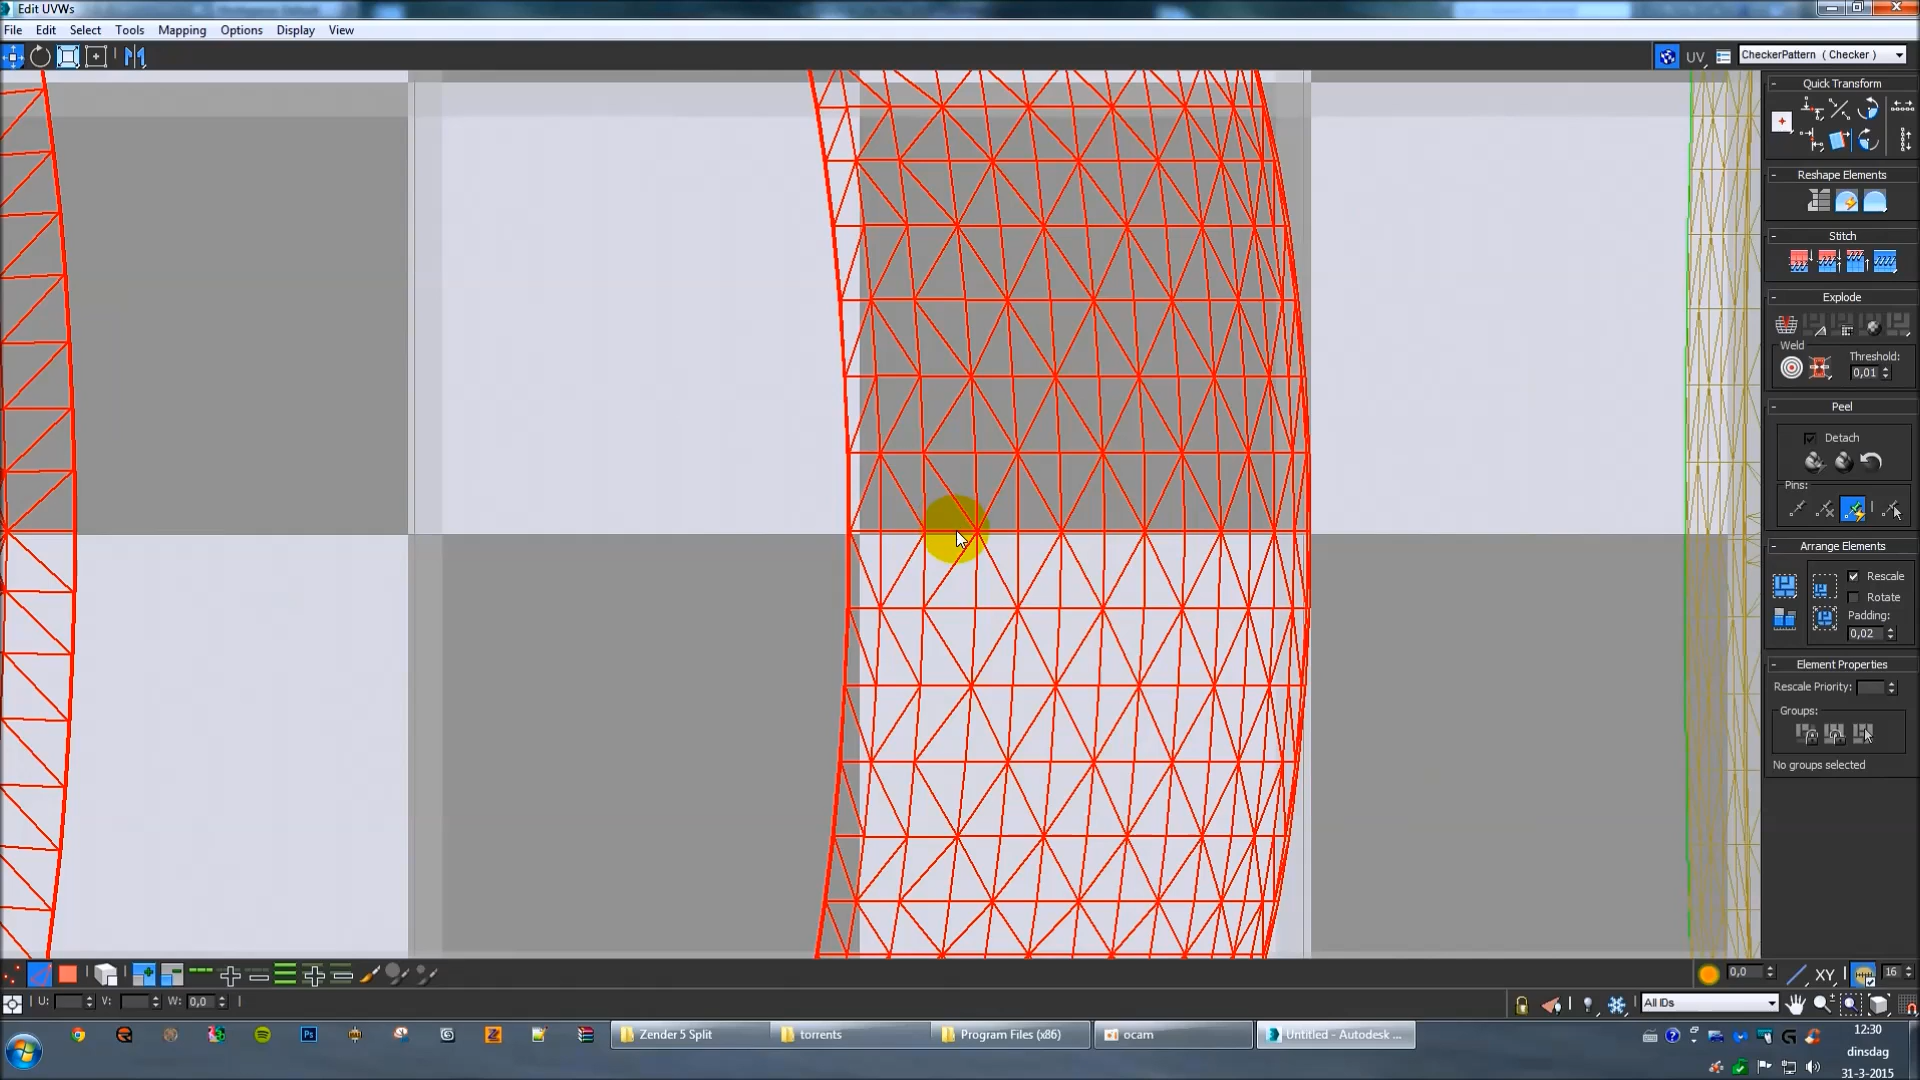 Edit UVWs
File Edit Select Tools Mapping Options Display View
UV CheckerPattern ( Checker )
Quick Transform
Reshape Elements
Stitch
Explode
Weld
Threshold:
0,01
Peel
Detach
Pins:
Arrange Elements
Rescale
Rotate
Padding:
0,02
Element Properties
Rescale Priority:
Groups:
No groups selected
0,0 XY 16
U: V: W: 0,0 All IDs
Zender 5 Split torrents Program Files (x86) ocam Untitled - Autodesk ...
12:30
dinsdag
31-3-2015